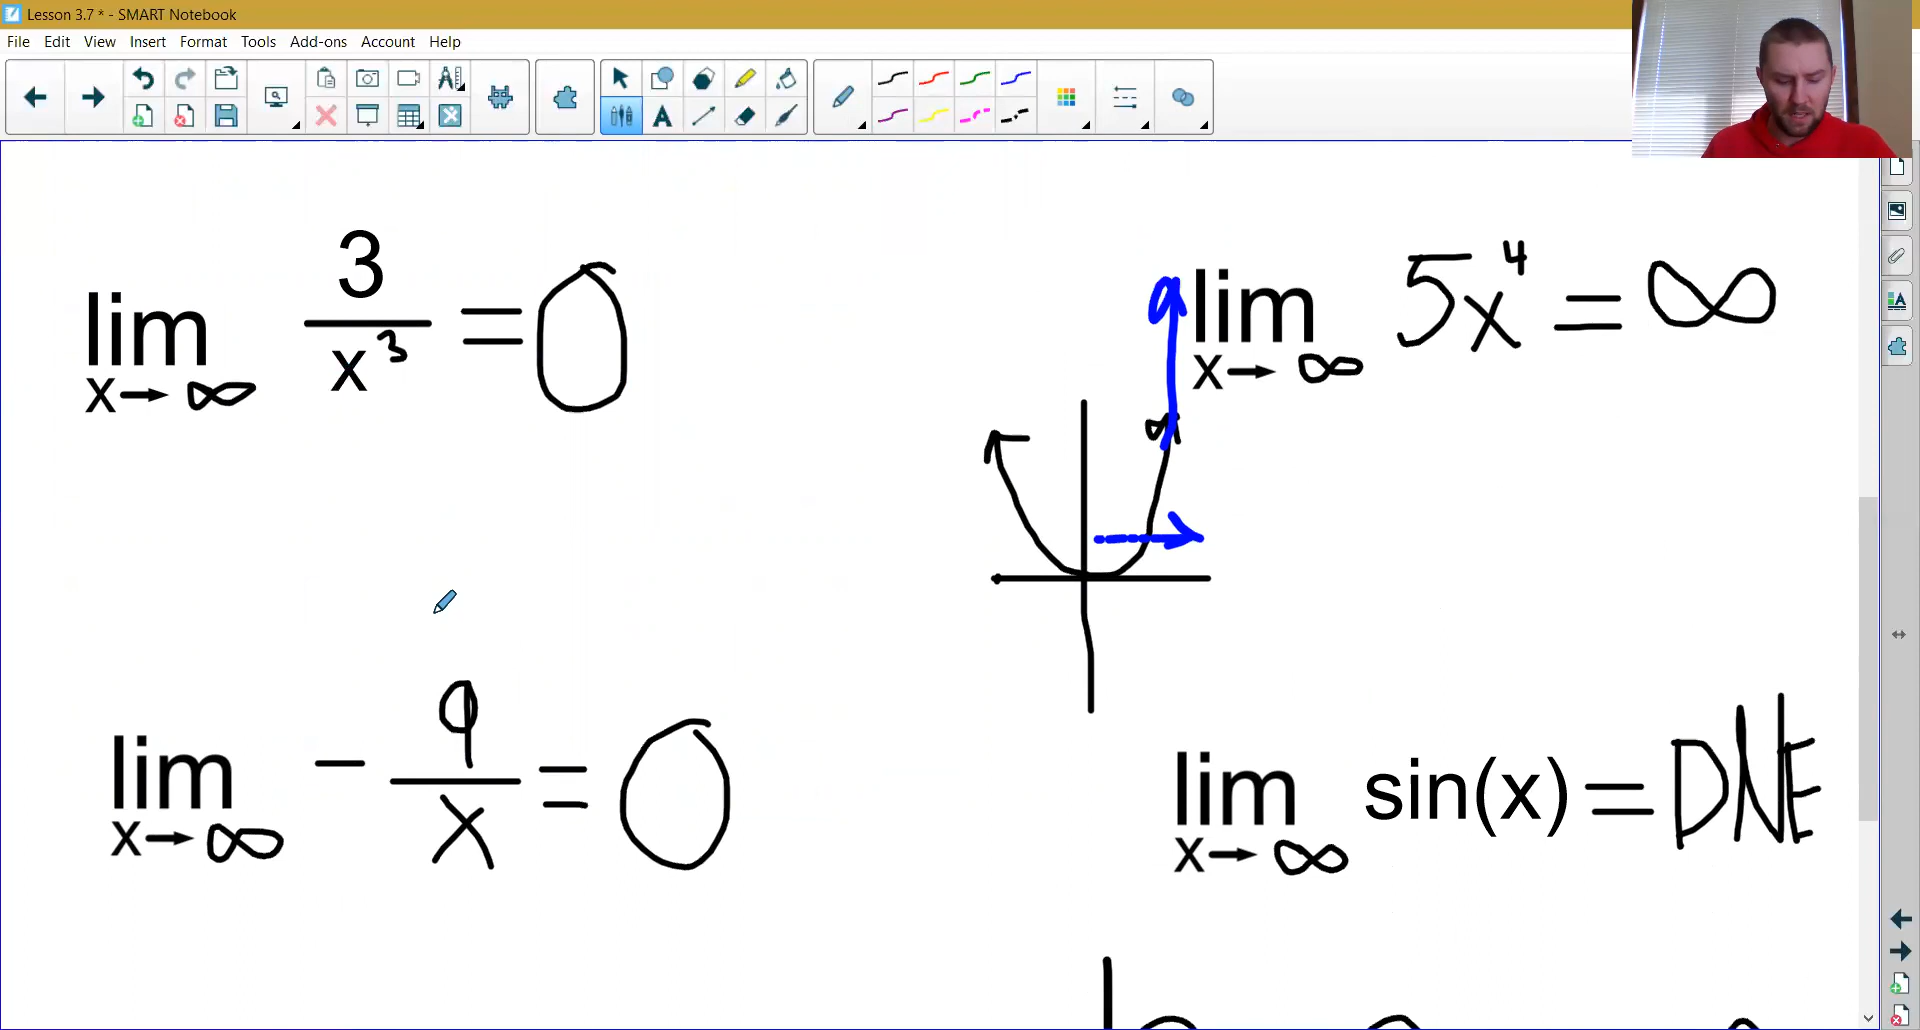 Lesson 3.7 * - SMART Notebook
File Edit View Insert Format Tools Add-ons Account Help
lim x→∞ 3/x³ = 0
lim x→∞ 5x⁴ = ∞
lim x→∞ - 9/x = 0
lim x→∞ sin(x) = DNE